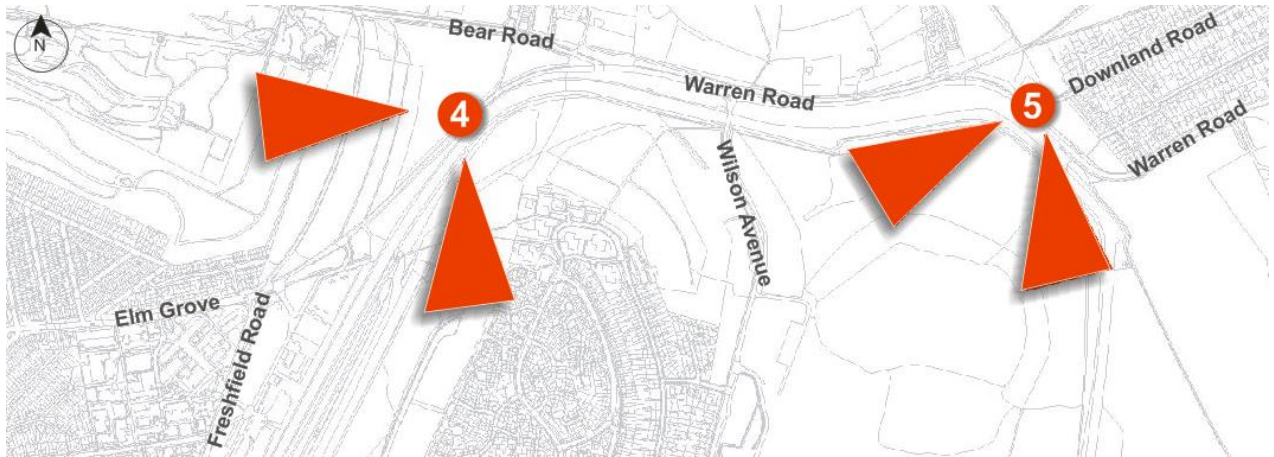 N
Bear Road
Warren Road
Downland Road
4
5
Warren Road
Wilson Avenue
Elm Grove
Freshfield Road